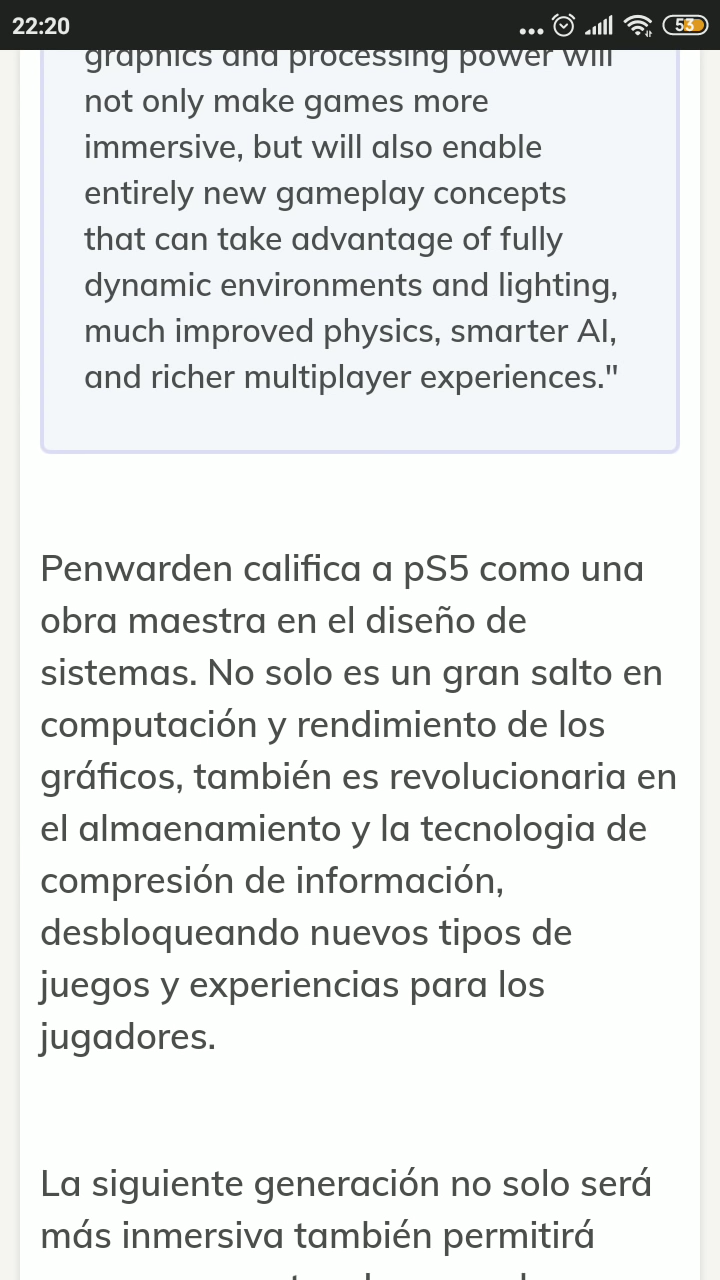 22:20
53
graphics and processing power will
not only make games more
immersive, but will also enable
entirely new gameplay concepts
that can take advantage of fully
dynamic environments and lighting,
much improved physics, smarter AI,
and richer multiplayer experiences."
Penwarden califica a pS5 como una
obra maestra en el diseño de
sistemas. No solo es un gran salto en
computación y rendimiento de los
gráficos, también es revolucionaria en
el almaenamiento y la tecnologia de
compresión de información,
desbloqueando nuevos tipos de
juegos y experiencias para los
jugadores.
La siguiente generación no solo será
más inmersiva también permitirá